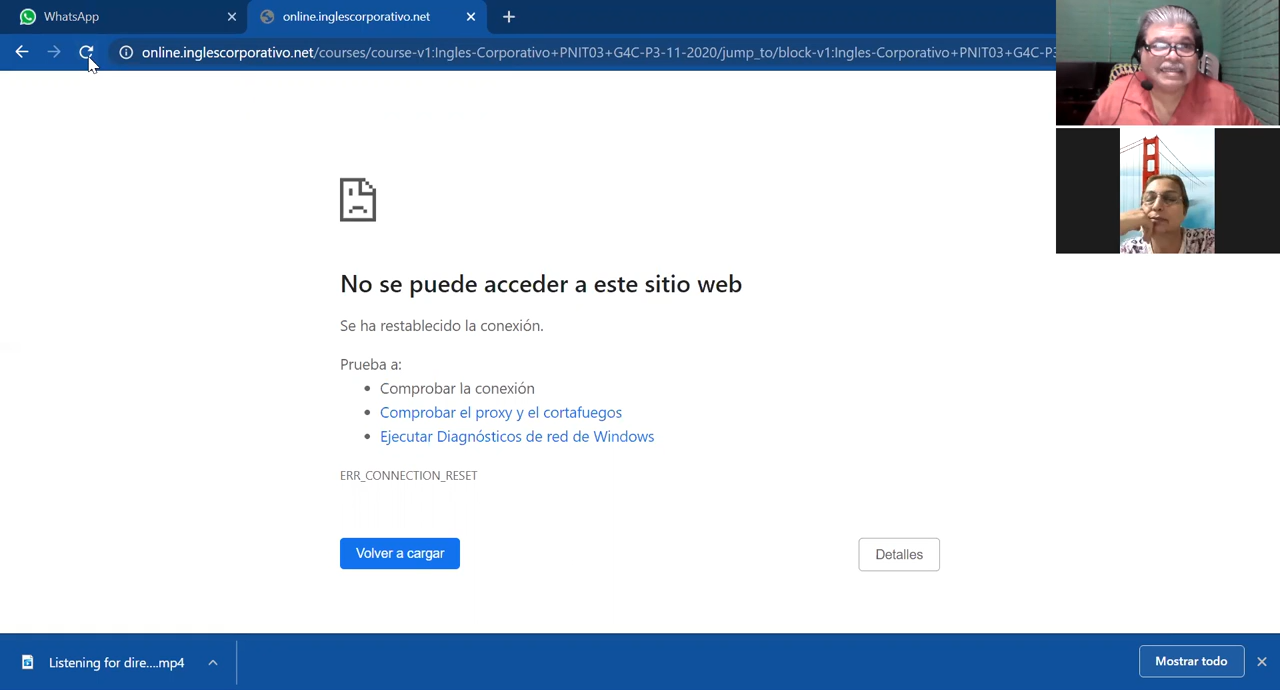 WhatsApp
online.inglescorporativo.net
online.inglescorporativo.net/courses/course-v1:Ingles-Corporativo+PNIT03+G4C-P3-11-2020/jump_to/block-v1:Ingles-Corporativo+PNIT03+G4C-P3
No se puede acceder a este sitio web
Se ha restablecido la conexión.
Prueba a:
• Comprobar la conexión
• Comprobar el proxy y el cortafuegos
• Ejecutar Diagnósticos de red de Windows
ERR_CONNECTION_RESET
Volver a cargar
Detalles
Listening for dire....mp4
Mostrar todo